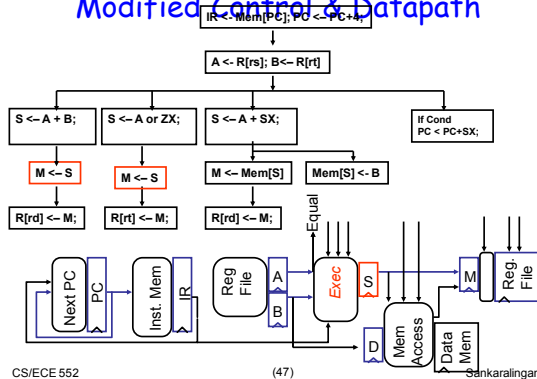 Modified Control & Datapath
IR <- Mem[PC]; PC <– PC+4;
A <- R[rs]; B<– R[rt]
S <– A + B;
S <– A or ZX;
S <– A + SX;
If Cond
PC < PC+SX;
M <– S
M <– S
M <– Mem[S]
Mem[S] <- B
R[rd] <– M;
R[rt] <– M;
R[rd] <– M;
Equal
Next PC
PC
Inst. Mem
IR
Reg
File
A
B
Exec
S
M
Reg.
File
D
Mem
Access
Data
Mem
CS/ECE 552
(47)
Sankaralingam